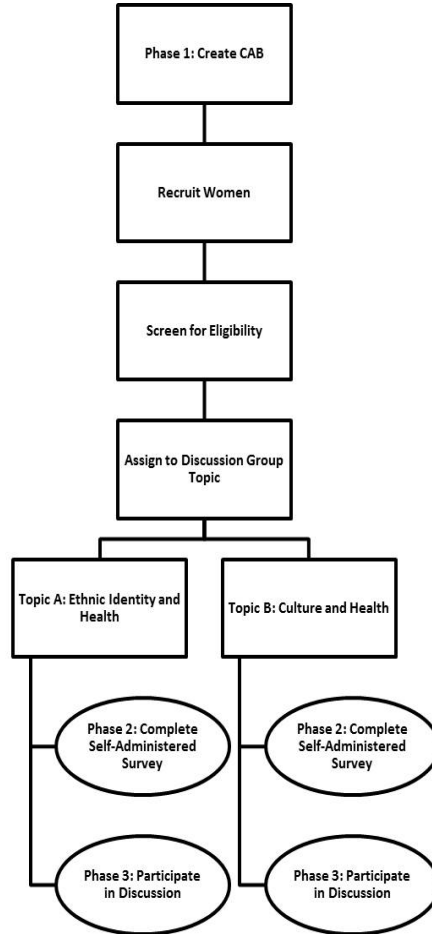 Phase 1: Create CAB
Recruit Women
Screen for Eligibility
Assign to Discussion Group
Topic
Topic A: Ethnic Identity and
Health
Topic B: Culture and Health
Phase 2: Complete
Self-Administered
Survey
Phase 2: Complete
Self-Administered
Survey
Phase 3: Participate
in Discussion
Phase 3: Participate
in Discussion